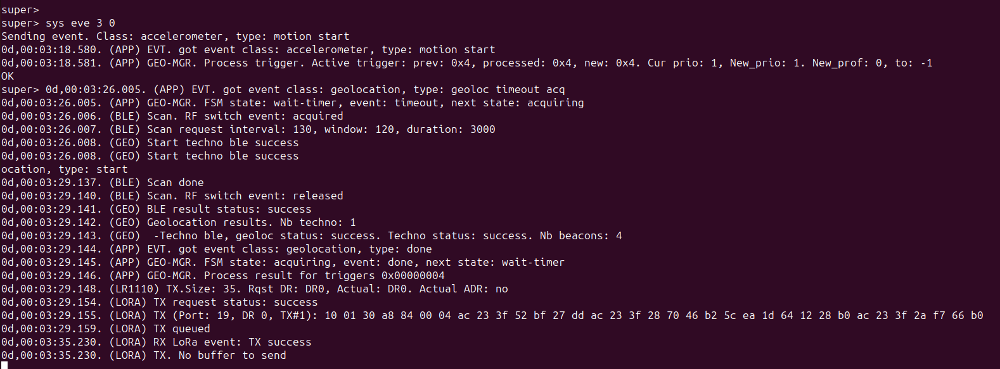 super>
super> sys eve 3 0
Sending event. Class: accelerometer, type: motion start
0d,00:03:18.580. (APP) EVT. got event class: accelerometer, type: motion start
0d,00:03:18.581. (APP) GEO-MGR. Process trigger. Active trigger: prev: 0x4, processed: 0x4, new: 0x4. Cur prio: 1, New_prio: 1. New_prof: 0, to: -1
OK
super> 0d,00:03:26.005. (APP) EVT. got event class: geolocation, type: geoloc timeout acq
0d,00:03:26.005. (APP) GEO-MGR. FSM state: wait-timer, event: timeout, next state: acquiring
0d,00:03:26.006. (BLE) Scan. RF switch event: acquired
0d,00:03:26.007. (BLE) Scan request interval: 130, window: 120, duration: 3000
0d,00:03:26.008. (GEO) Start techno ble success
0d,00:03:26.008. (GEO) Start techno ble success
ocation, type: start
0d,00:03:29.137. (BLE) Scan done
0d,00:03:29.140. (BLE) Scan. RF switch event: released
0d,00:03:29.141. (GEO) BLE result status: success
0d,00:03:29.142. (GEO) Geolocation results. Nb techno: 1
0d,00:03:29.143. (GEO)  -Techno ble, geoloc status: success. Techno status: success. Nb beacons: 4
0d,00:03:29.144. (APP) EVT. got event class: geolocation, type: done
0d,00:03:29.145. (APP) GEO-MGR. FSM state: acquiring, event: done, next state: wait-timer
0d,00:03:29.146. (APP) GEO-MGR. Process result for triggers 0x00000004
0d,00:03:29.148. (LR1110) TX.Size: 35. Rqst DR: DR0, Actual: DR0. Actual ADR: no
0d,00:03:29.154. (LORA) TX request status: success
0d,00:03:29.155. (LORA) TX (Port: 19, DR 0, TX#1): 10 01 30 a8 84 00 04 ac 23 3f 52 bf 27 dd ac 23 3f 28 70 46 b2 5c ea 1d 64 12 28 b0 ac 23 3f 2a f7 66 b0
0d,00:03:29.159. (LORA) TX queued
0d,00:03:35.230. (LORA) RX LoRa event: TX success
0d,00:03:35.230. (LORA) TX. No buffer to send